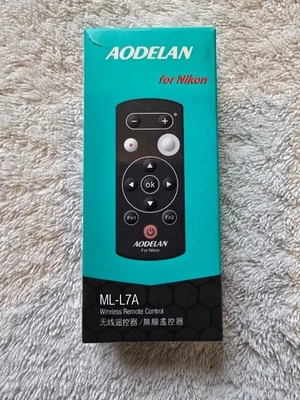 AODELAN
for Nikon
- +
ok
Fn1 Fn2
AODELAN
For Nikon
ML-L7A
Wireless Remote Control
无线遥控器/無線遙控器